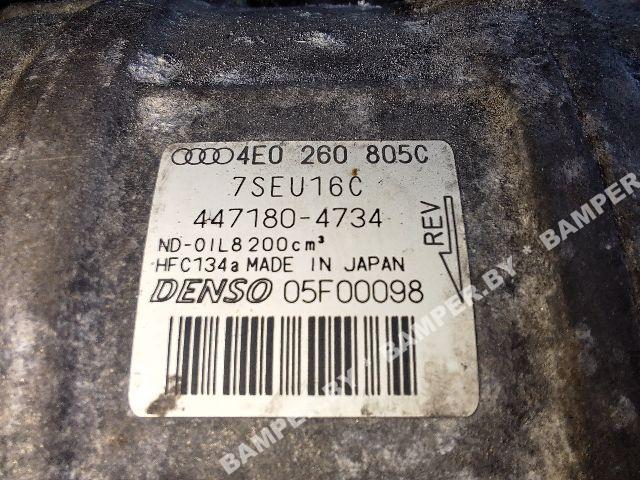 4E0 260 805C
7SEU16C
447180-4734
ND-OIL8 200cm³
HFC134a MADE IN JAPAN
DENSO 05F00098
REV
BAMPER.BY * BAMPER.BY * BAMPER.BY